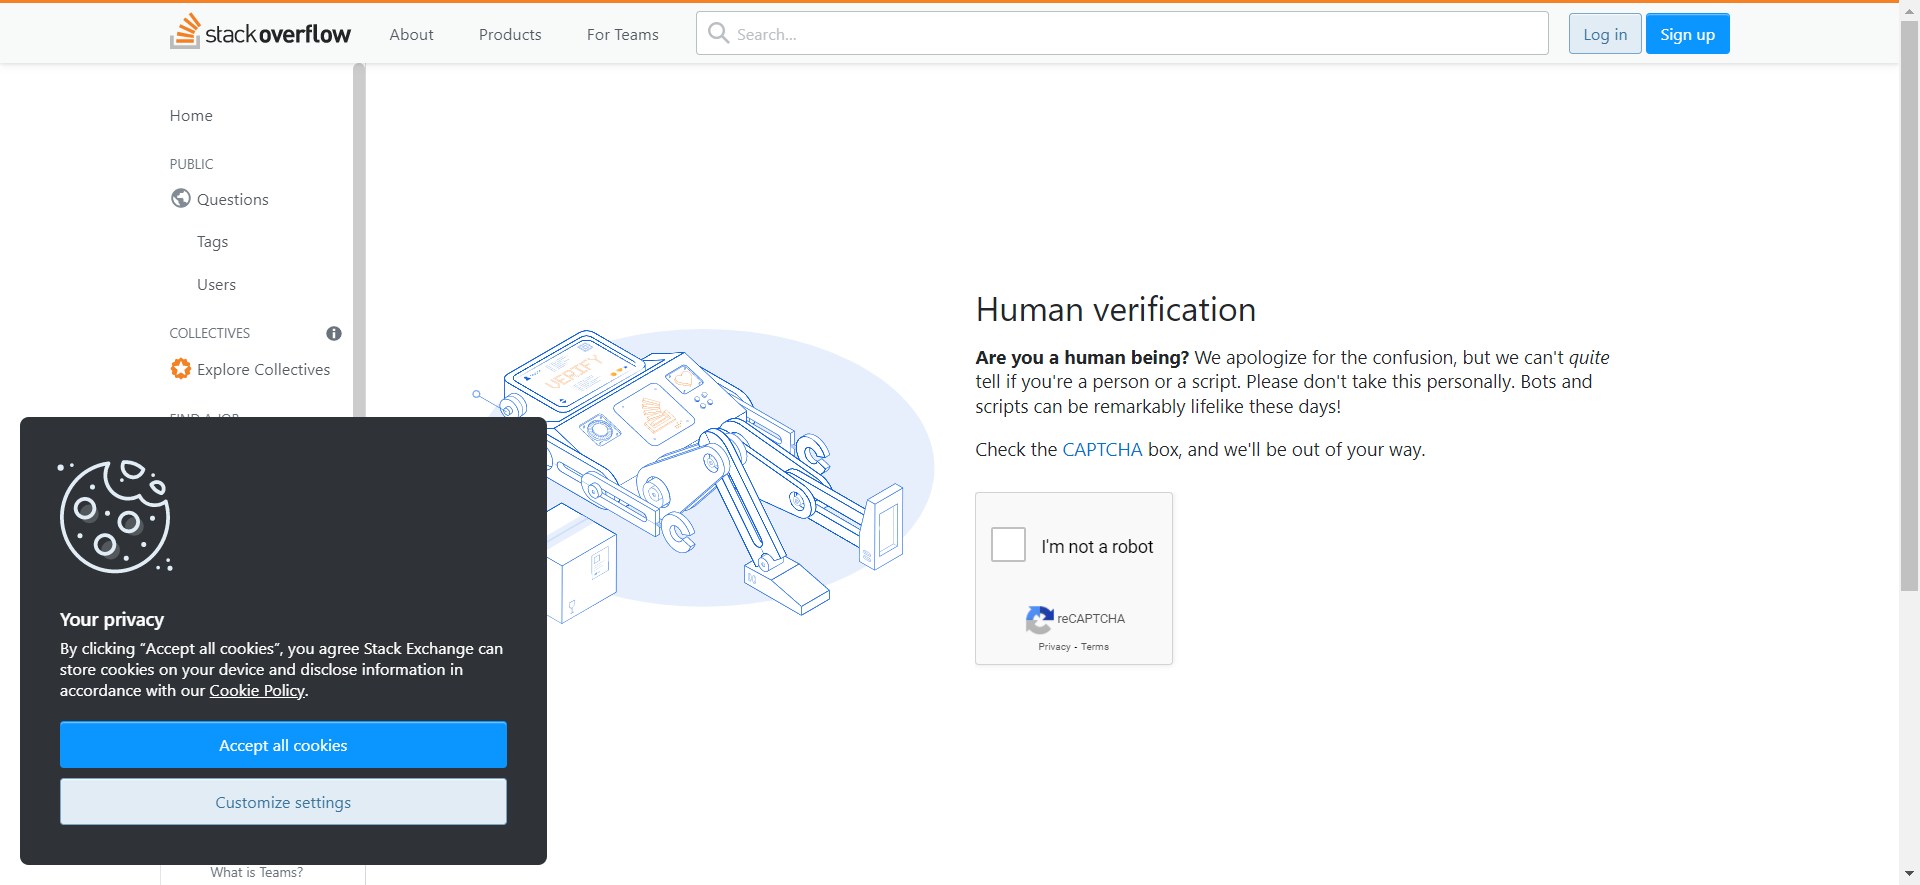 stackoverflow
About
Products
For Teams
Search...
Log in
Sign up
Home
PUBLIC
Questions
Tags
Users
COLLECTIVES
Explore Collectives
VERIFY
Human verification
Are you a human being? We apologize for the confusion, but we can't quite
tell if you're a person or a script. Please don't take this personally. Bots and
scripts can be remarkably lifelike these days!
Check the CAPTCHA box, and we'll be out of your way.
I'm not a robot
reCAPTCHA
Privacy - Terms
Your privacy
By clicking “Accept all cookies”, you agree Stack Exchange can
store cookies on your device and disclose information in
accordance with our Cookie Policy.
Accept all cookies
Customize settings
What is Teams?